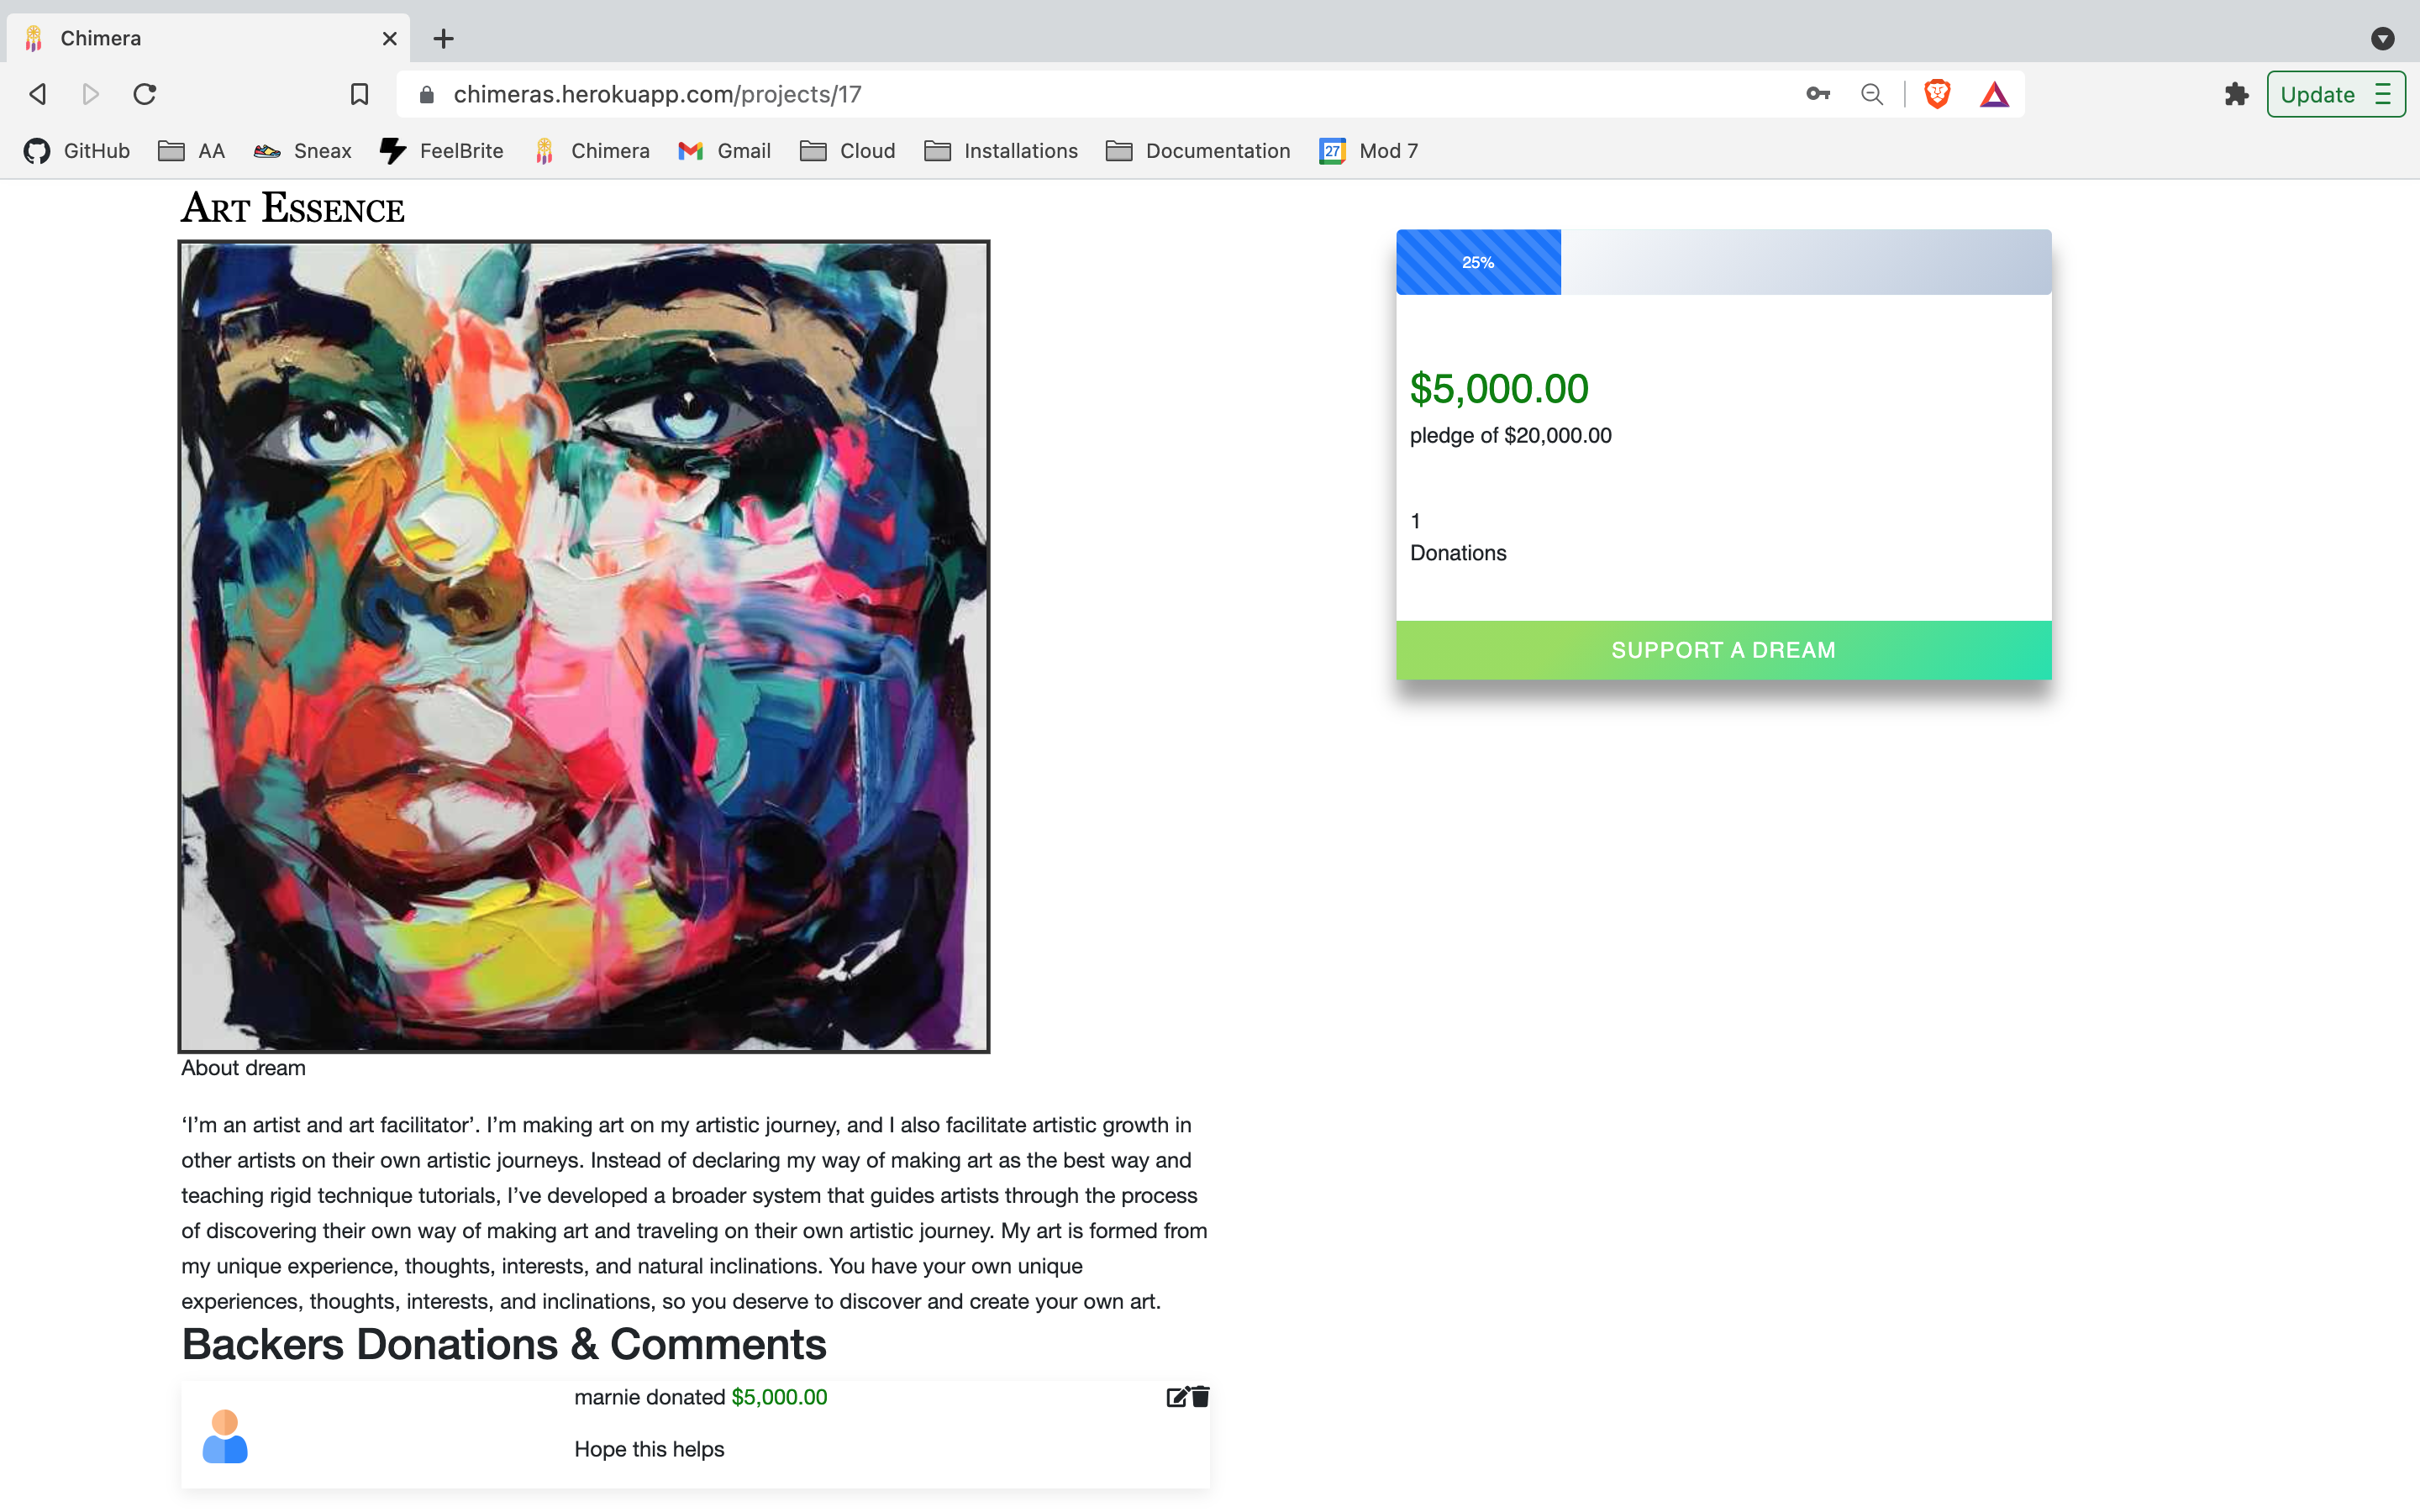 Chimera
chimeras.herokuapp.com/projects/17
Update
GitHub AA Sneax FeelBrite Chimera Gmail Cloud Installations Documentation 27 Mod 7
Art Essence
25%
$5,000.00
pledge of $20,000.00
1
Donations
SUPPORT A DREAM
About dream
‘I’m an artist and art facilitator’. I’m making art on my artistic journey, and I also facilitate artistic growth in
other artists on their own artistic journeys. Instead of declaring my way of making art as the best way and
teaching rigid technique tutorials, I’ve developed a broader system that guides artists through the process
of discovering their own way of making art and traveling on their own artistic journey. My art is formed from
my unique experience, thoughts, interests, and natural inclinations. You have your own unique
experiences, thoughts, interests, and inclinations, so you deserve to discover and create your own art.
Backers Donations & Comments
marnie donated $5,000.00
Hope this helps